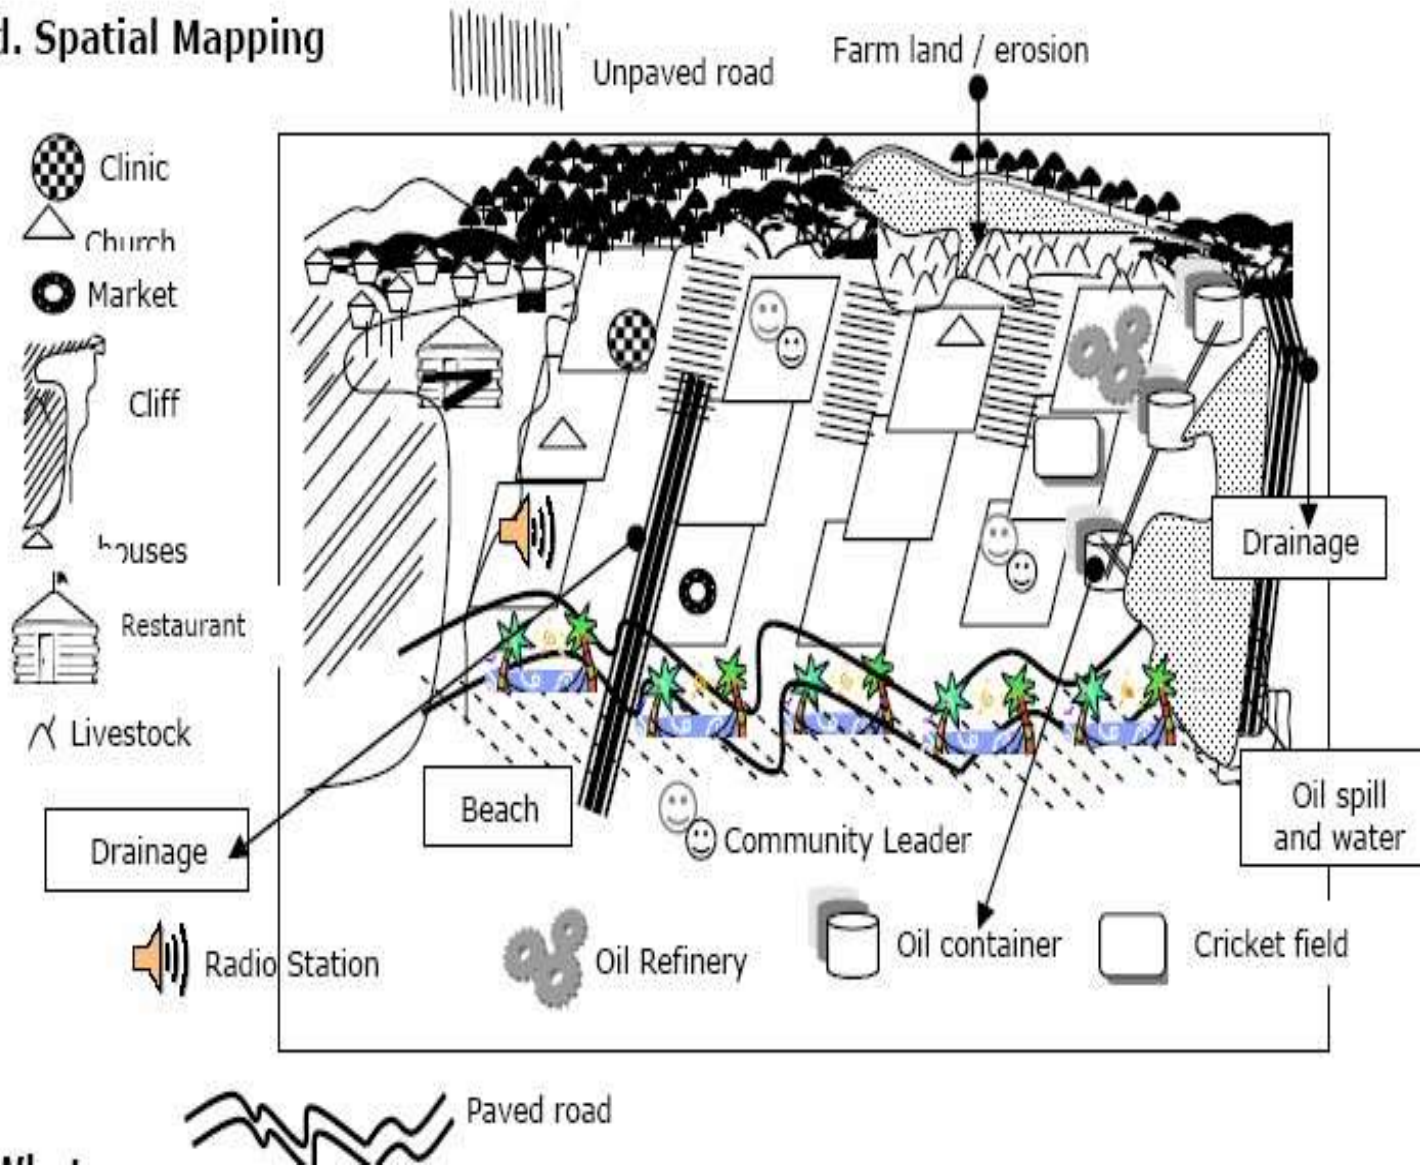 d. Spatial Mapping
Unpaved road
Farm land / erosion
Clinic
Church
Market
Cliff
houses
Restaurant
Livestock
Drainage
Drainage
Beach
Oil spill
and water
Community Leader
Radio Station
Oil Refinery
Oil container
Cricket field
Paved road